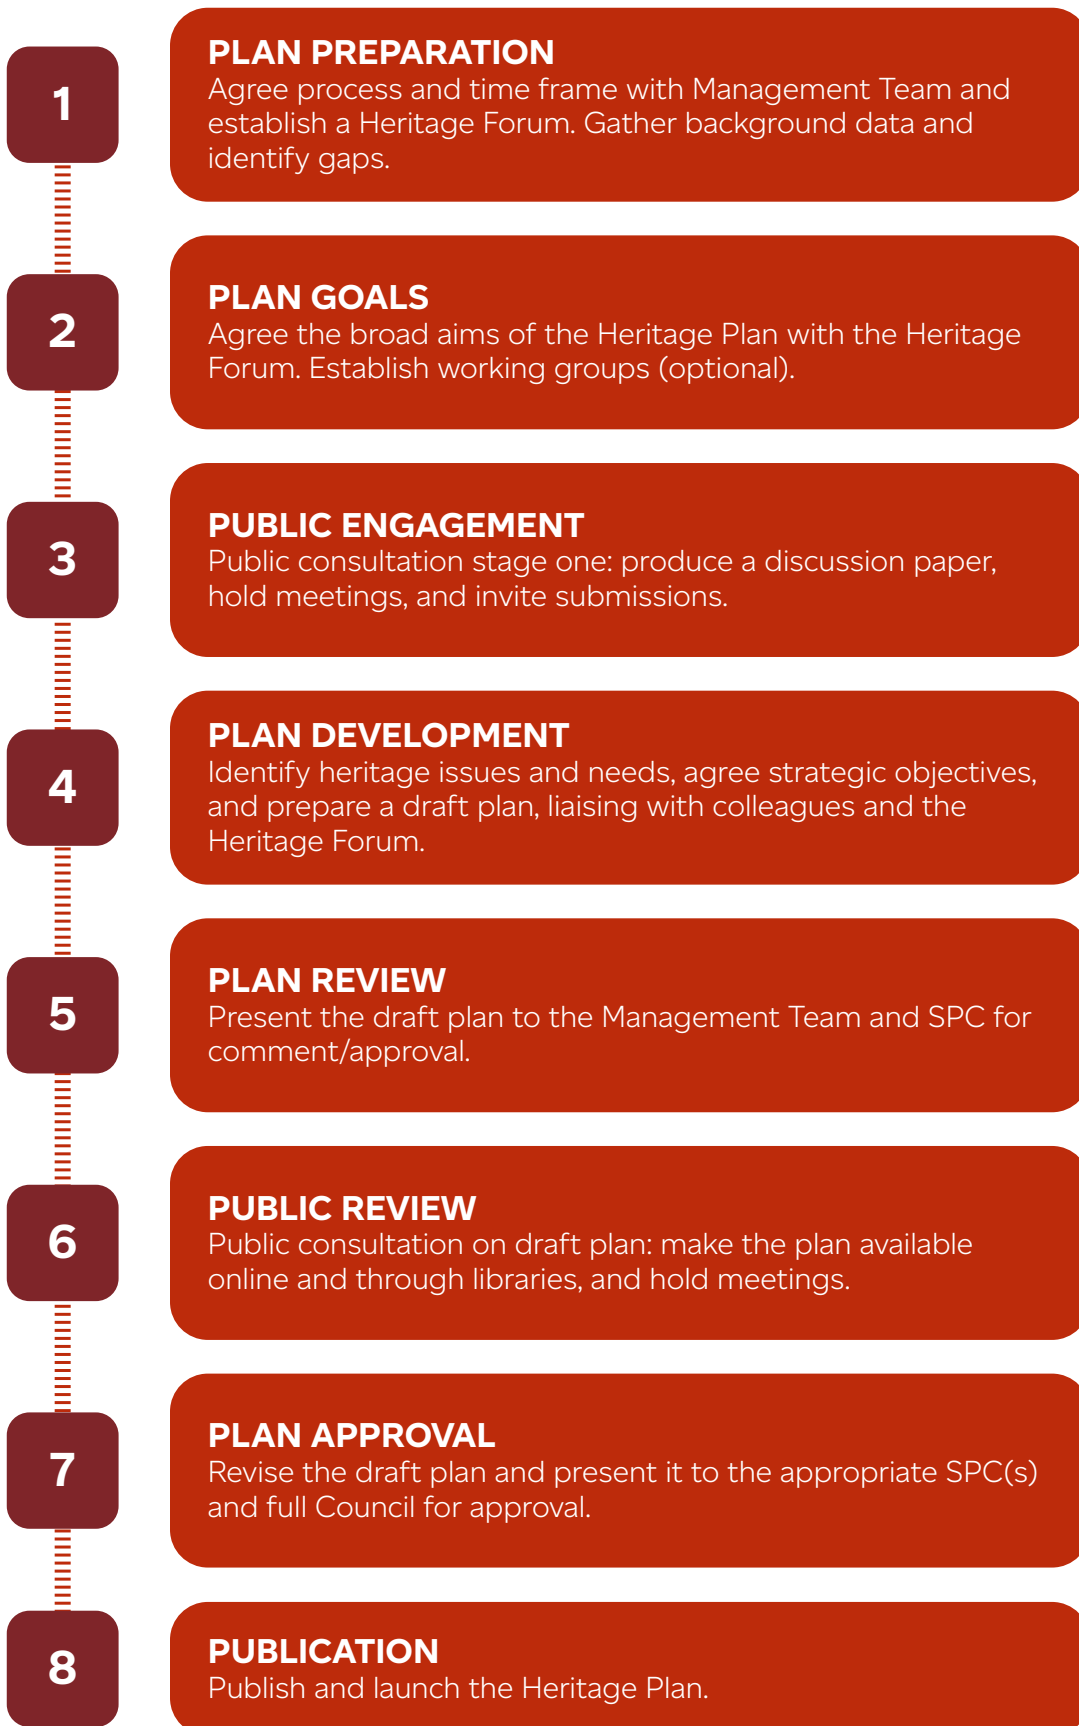 1
PLAN PREPARATION
Agree process and time frame with Management Team and
establish a Heritage Forum. Gather background data and
identify gaps.
2
PLAN GOALS
Agree the broad aims of the Heritage Plan with the Heritage
Forum. Establish working groups (optional).
3
PUBLIC ENGAGEMENT
Public consultation stage one: produce a discussion paper,
hold meetings, and invite submissions.
4
PLAN DEVELOPMENT
Identify heritage issues and needs, agree strategic objectives,
and prepare a draft plan, liaising with colleagues and the
Heritage Forum.
5
PLAN REVIEW
Present the draft plan to the Management Team and SPC for
comment/approval.
6
PUBLIC REVIEW
Public consultation on draft plan: make the plan available
online and through libraries, and hold meetings.
7
PLAN APPROVAL
Revise the draft plan and present it to the appropriate SPC(s)
and full Council for approval.
8
PUBLICATION
Publish and launch the Heritage Plan.